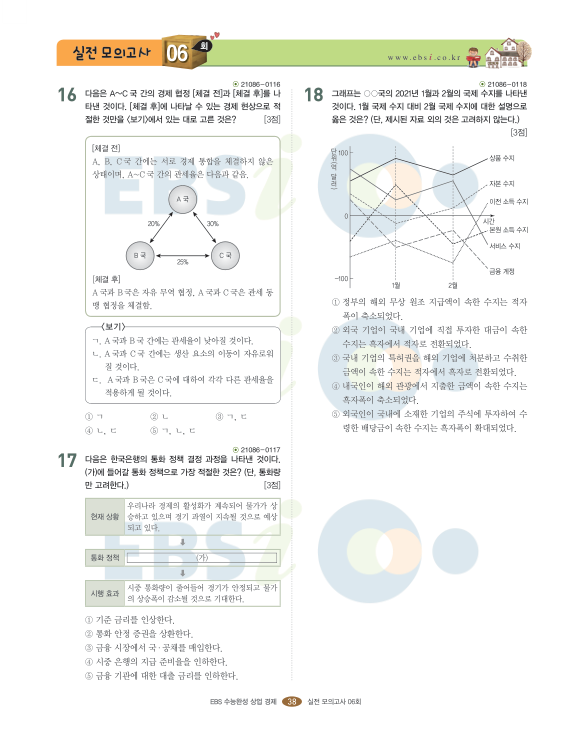 실전 모의고사 06 회
www.ebsi.co.kr
21086-0116
16 다음은 A~C국 간의 경제 협정 [체결 전]과 [체결 후]를 나
타낸 것이다. [체결 후]에 나타날 수 있는 경제 현상으로 적
절한 것만을 〈보기〉에서 있는 대로 고른 것은? [3점]
[체결 전]
A, B, C국 간에는 서로 경제 통합을 체결하지 않은
상태이며, A~C국 간의 관세율은 다음과 같음.
A국
20% 30%
B국 C국
25%
[체결 후]
A국과 B국은 자유 무역 협정, A국과 C국은 관세 동
맹 협정을 체결함.
〈보기〉
ㄱ. A국과 B국 간에는 관세율이 낮아질 것이다.
ㄴ. A국과 C국 간에는 생산 요소의 이동이 자유로워
질 것이다.
ㄷ. A국과 B국은 C국에 대하여 각각 다른 관세율을
적용하게 될 것이다.
① ㄱ ② ㄴ ③ ㄱ, ㄷ
④ ㄴ, ㄷ ⑤ ㄱ, ㄴ, ㄷ
21086-0117
17 다음은 한국은행의 통화 정책 결정 과정을 나타낸 것이다.
(가)에 들어갈 통화 정책으로 가장 적절한 것은? (단, 통화량
만 고려한다.) [3점]
현재 상황
우리나라 경제의 활성화가 계속되어 물가가 상
승하고 있으며 경기 과열이 지속될 것으로 예상
되고 있다.
통화 정책 (가)
시행 효과
시중 통화량이 줄어들어 경기가 안정되고 물가
의 상승폭이 감소될 것으로 기대한다.
① 기준 금리를 인상한다.
② 통화 안정 증권을 상환한다.
③ 금융 시장에서 국·공채를 매입한다.
④ 시중 은행의 지급 준비율을 인하한다.
⑤ 금융 기관에 대한 대출 금리를 인하한다.
21086-0118
18 그래프는 ○○국의 2021년 1월과 2월의 국제 수지를 나타낸
것이다. 1월 국제 수지 대비 2월 국제 수지에 대한 설명으로
옳은 것은? (단, 제시된 자료 외의 것은 고려하지 않는다.)
[3점]
(단위:억 달러)
100
0
-100
1월 2월
시간
상품 수지
자본 수지
이전 소득 수지
본원 소득 수지
서비스 수지
금융 계정
① 정부의 해외 무상 원조 지급액이 속한 수지는 적자
폭이 축소되었다.
② 외국 기업이 국내 기업에 직접 투자한 대금이 속한
수지는 흑자에서 적자로 전환되었다.
③ 국내 기업의 특허권을 해외 기업에 처분하고 수취한
금액이 속한 수지는 적자에서 흑자로 전환되었다.
④ 내국인이 해외 관광에서 지출한 금액이 속한 수지는
흑자폭이 축소되었다.
⑤ 외국인이 국내에 소재한 기업의 주식에 투자하여 수
령한 배당금이 속한 수지는 흑자폭이 확대되었다.
EBS 수능완성 상법 경제 38 실전 모의고사 06회